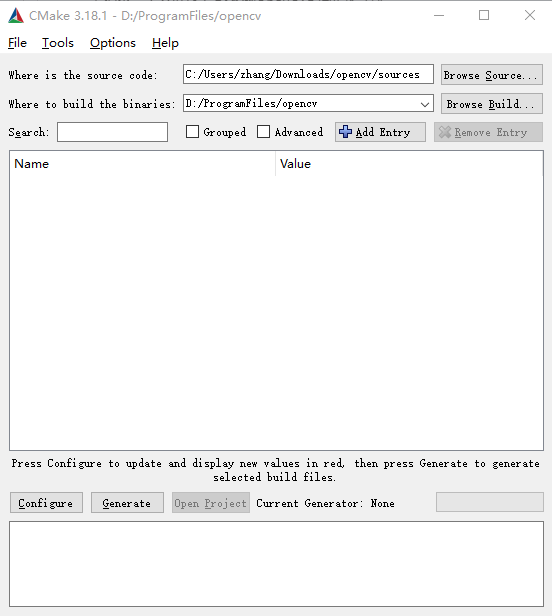 CMake 3.18.1 - D:/ProgramFiles/opencv
File Tools Options Help
Where is the source code: C:/Users/zhang/Downloads/opencv/sources Browse Source...
Where to build the binaries: D:/ProgramFiles/opencv Browse Build...
Search: Grouped Advanced Add Entry Remove Entry
Name Value
Press Configure to update and display new values in red, then press Generate to generate
selected build files.
Configure Generate Open Project Current Generator: None